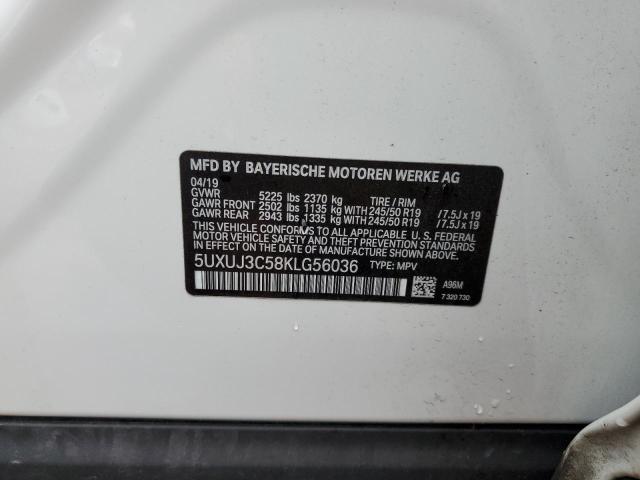 MFD BY BAYERISCHE MOTOREN WERKE AG
04/19
GVWR 5225 lbs 2370 kg TIRE / RIM
GAWR FRONT 2502 lbs 1135 kg WITH 245/50 R19 /7.5J x 19
GAWR REAR 2943 lbs 1335 kg WITH 245/50 R19 /7.5J x 19
THIS VEHICLE CONFORMS TO ALL APPLICABLE U. S. FEDERAL
MOTOR VEHICLE SAFETY STANDARDS IN EFFECT ON THE DATE OF
MANUFACTURE SHOWN ABOVE.
5UXUJ3C58KLG56036 TYPE: MPV
A96M
7 320 730